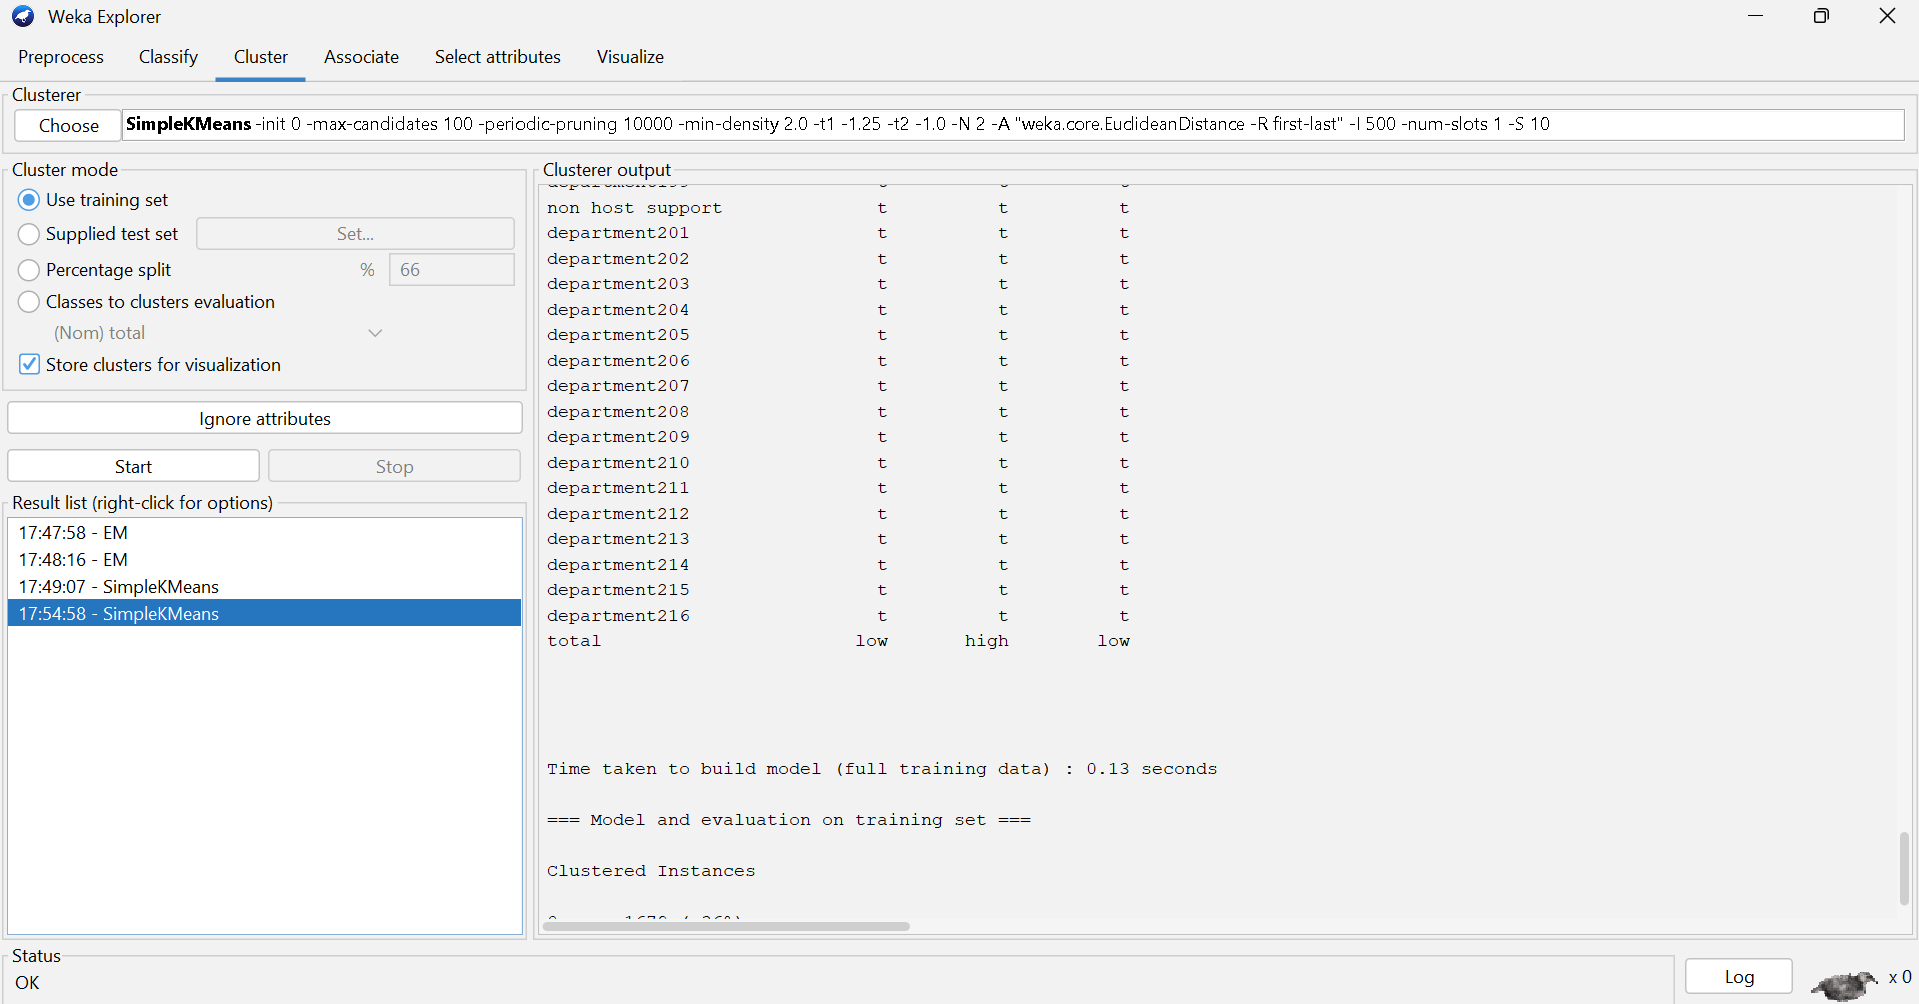 Weka Explorer
Preprocess Classify Cluster Associate Select attributes Visualize
Clusterer
Choose SimpleKMeans -init 0 -max-candidates 100 -periodic-pruning 10000 -min-density 2.0 -t1 -1.25 -t2 -1.0 -N 2 -A "weka.core.EuclideanDistance -R first-last" -I 500 -num-slots 1 -S 10
Cluster mode
Use training set
Supplied test set Set...
Percentage split % 66
Classes to clusters evaluation
(Nom) total
Store clusters for visualization
Ignore attributes
Start Stop
Result list (right-click for options)
17:47:58 - EM
17:48:16 - EM
17:49:07 - SimpleKMeans
17:54:58 - SimpleKMeans
Clusterer output
non host support t t t
department201 t t t
department202 t t t
department203 t t t
department204 t t t
department205 t t t
department206 t t t
department207 t t t
department208 t t t
department209 t t t
department210 t t t
department211 t t t
department212 t t t
department213 t t t
department214 t t t
department215 t t t
department216 t t t
total low high low
Time taken to build model (full training data) : 0.13 seconds
=== Model and evaluation on training set ===
Clustered Instances
Status
OK
Log x 0